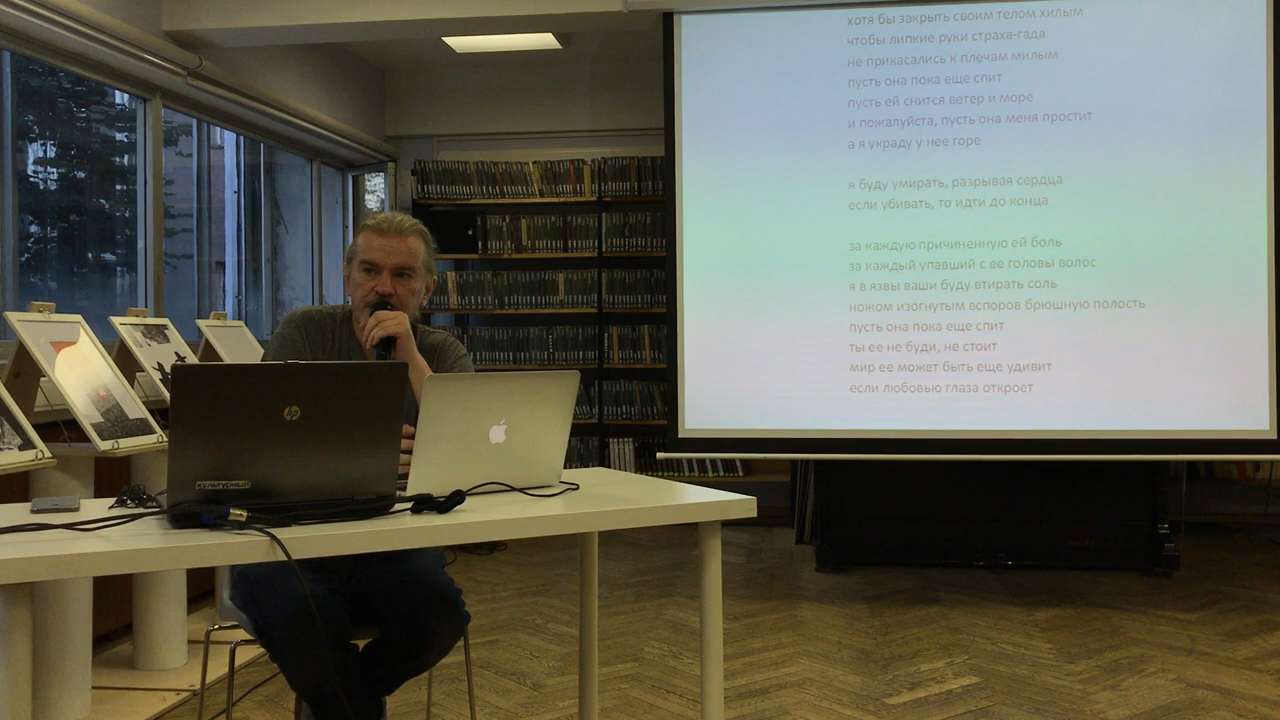 хотя бы закрыть своим телом хилым
чтобы липкие руки страха-гада
не прикасались к плечам милым
пусть она пока еще спит
пусть ей снится ветер и море
и пожалуйста, пусть она меня простит
а я украду у нее горе
я буду умирать, разрывая сердца
если убивать, то идти до конца
за каждую причиненную ей боль
за каждый упавший с ее головы волос
я в язвы ваши буду втирать соль
ножом изогнутым вспоров брюшную полость
пусть она пока еще спит
ты ее не буди, не стоит
мир ее может быть еще удивит
если любовью глаза откроет
hp
культурный